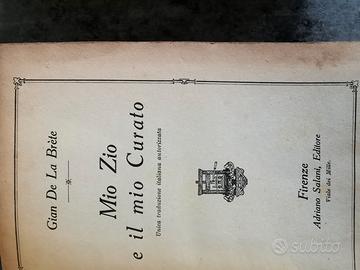 Gian De La Brète
Mio Zio
e il mio Curato
Unica traduzione italiana autorizzata
Firenze
Adriano Salani, Editore
Viale dei Mille.
subito